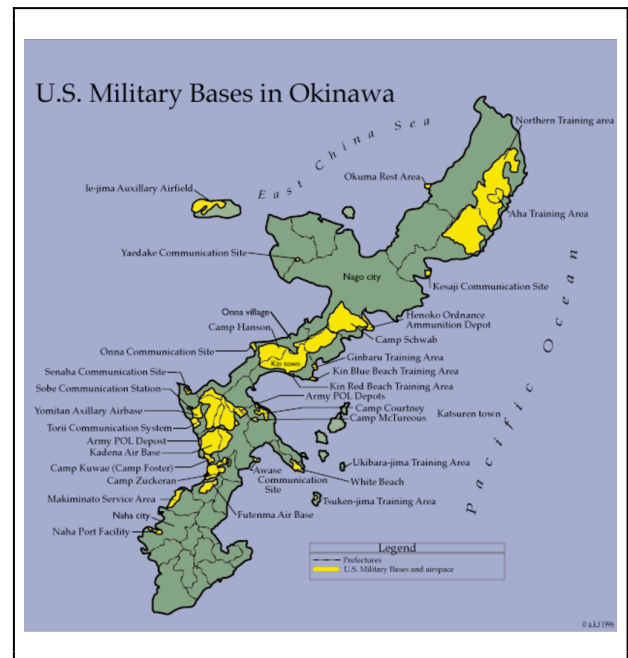 U.S. Military Bases in Okinawa
East China Sea
Northern Training area
Okuma Rest Area
Ie-jima Auxillary Airfield
Aha Training Area
Yaedake Communication Site
Nago city
Kesaji Communication Site
Onna village
Camp Hanson
Henoko Ordnance
Ammunition Depot
Camp Schwab
Onna Communication Site
Ginbaru Training Area
Kin town
Kin Blue Beach Training Area
Senaha Communication Site
Kin Red Beach Training Area
Sobe Communication Station
Army POL Depots
Yomitan Axillary Airbase
Camp Courtney
Katsuren town
Camp McTureous
Torii Communication System
Army POL Depost
Kadena Air Base
Camp Kuwae (Camp Foster)
Ukibara-jima Training Area
Awase
Communication
Site
Camp Zuckeran
White Beach
Makiminato Service Area
Tsuken-jima Training Area
Naha city
Futenma Air Base
Naha Port Facility
Pacific Ocean
Legend
Prefectures
U.S. Military Bases and airspace
© a.k.f 1996